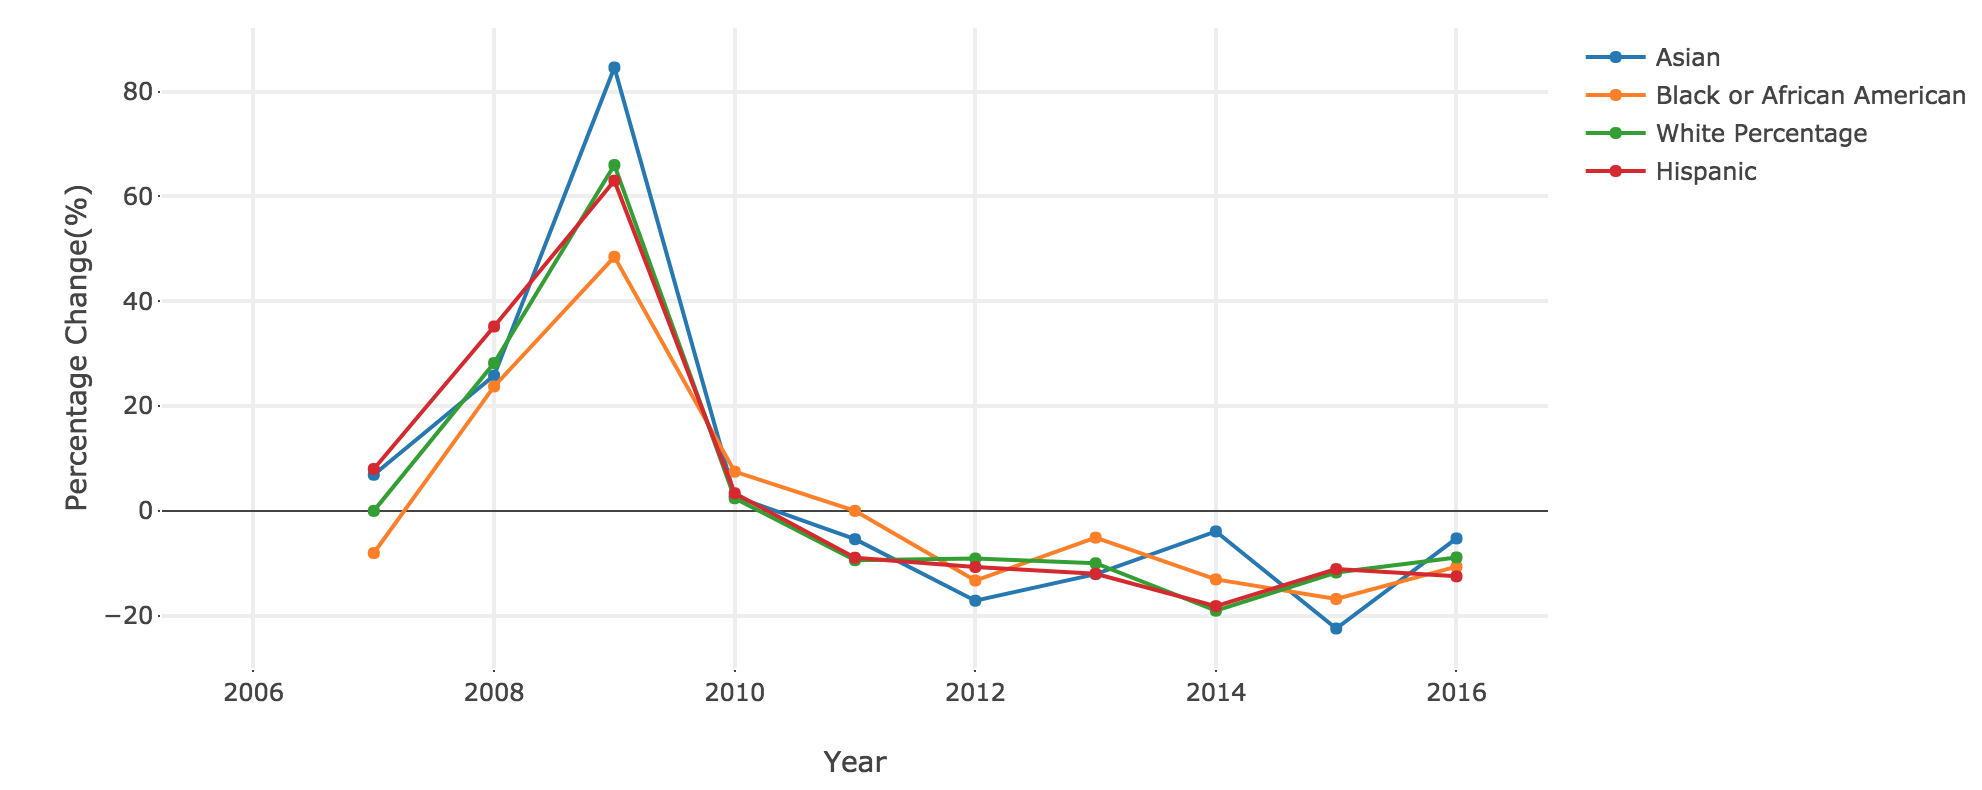 Asian
Black or African American
White Percentage
Hispanic
Percentage Change(%)
80
60
40
20
0
−20
2006 2008 2010 2012 2014 2016
Year